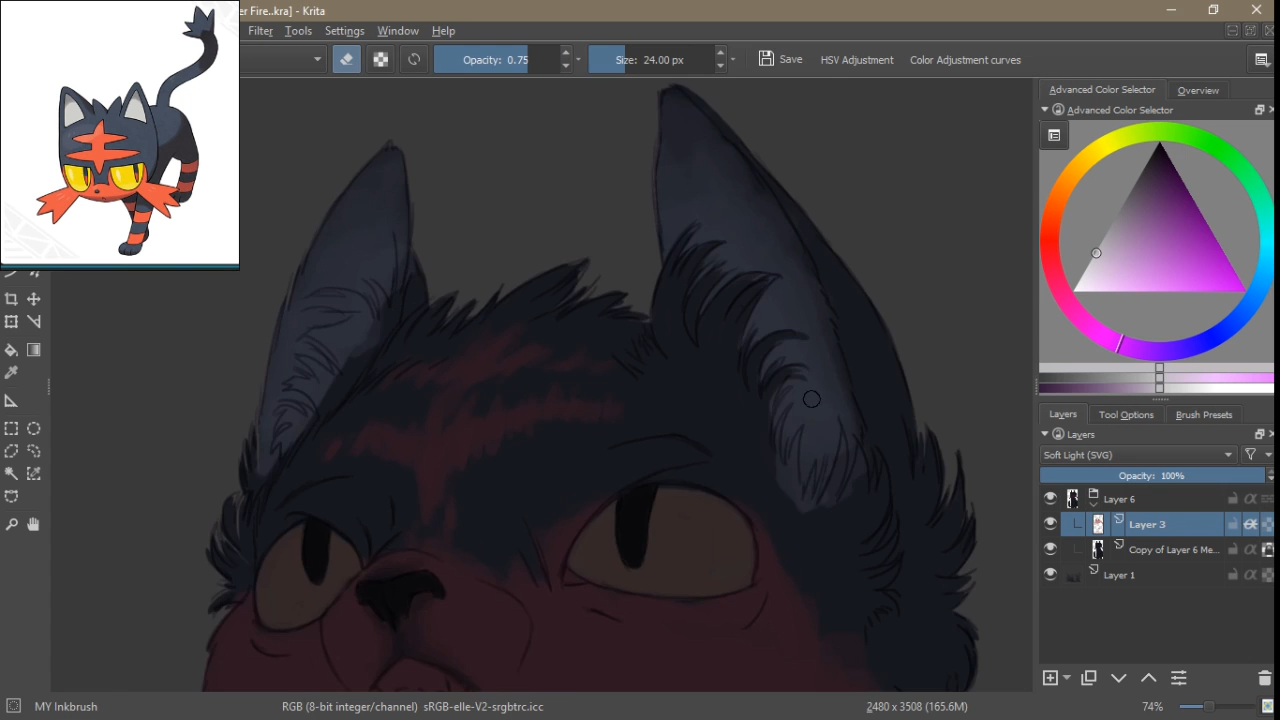 er Fire..kra] - Krita
Filter Tools Settings Window Help
Opacity: 0.75 Size: 24.00 px Save HSV Adjustment Color Adjustment curves
Advanced Color Selector Overview
Advanced Color Selector
Layers Tool Options Brush Presets
Layers
Soft Light (SVG)
Opacity: 100%
Layer 6
Layer 3
Copy of Layer 6 Me...
Layer 1
MY Inkbrush RGB (8-bit integer/channel) sRGB-elle-V2-srgbtrc.icc 2480 x 3508 (165.6M) 74%